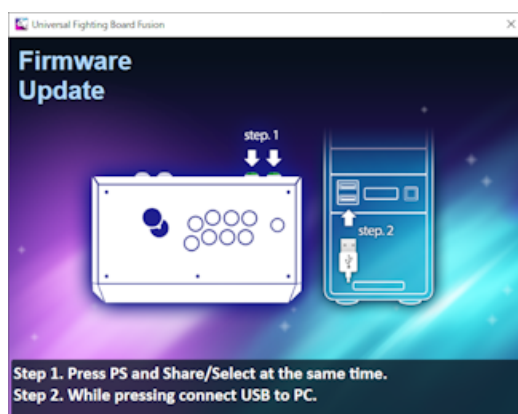 Universal Fighting Board Fusion
Firmware
Update
step. 1
step. 2
Step 1. Press PS and Share/Select at the same time.
Step 2. While pressing connect USB to PC.